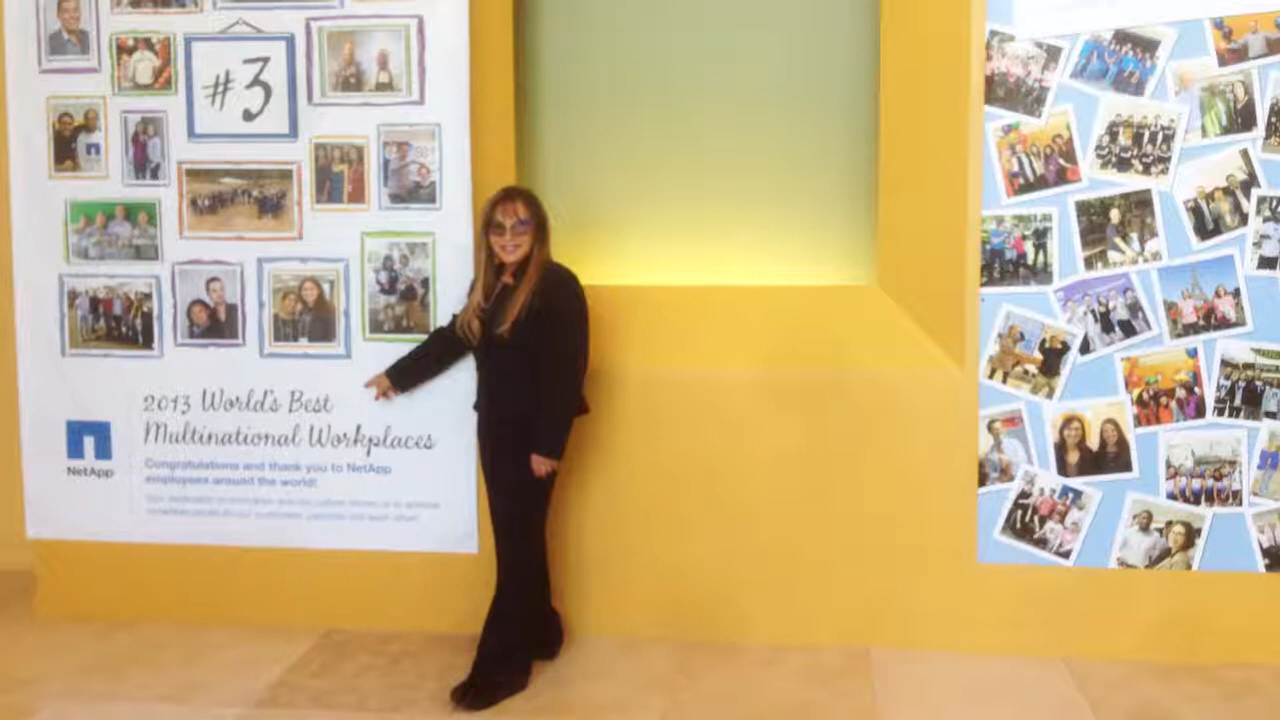 #3
2013 World's Best
Multinational Workplaces
NetApp
Congratulations and thank you to NetApp
employees around the world!